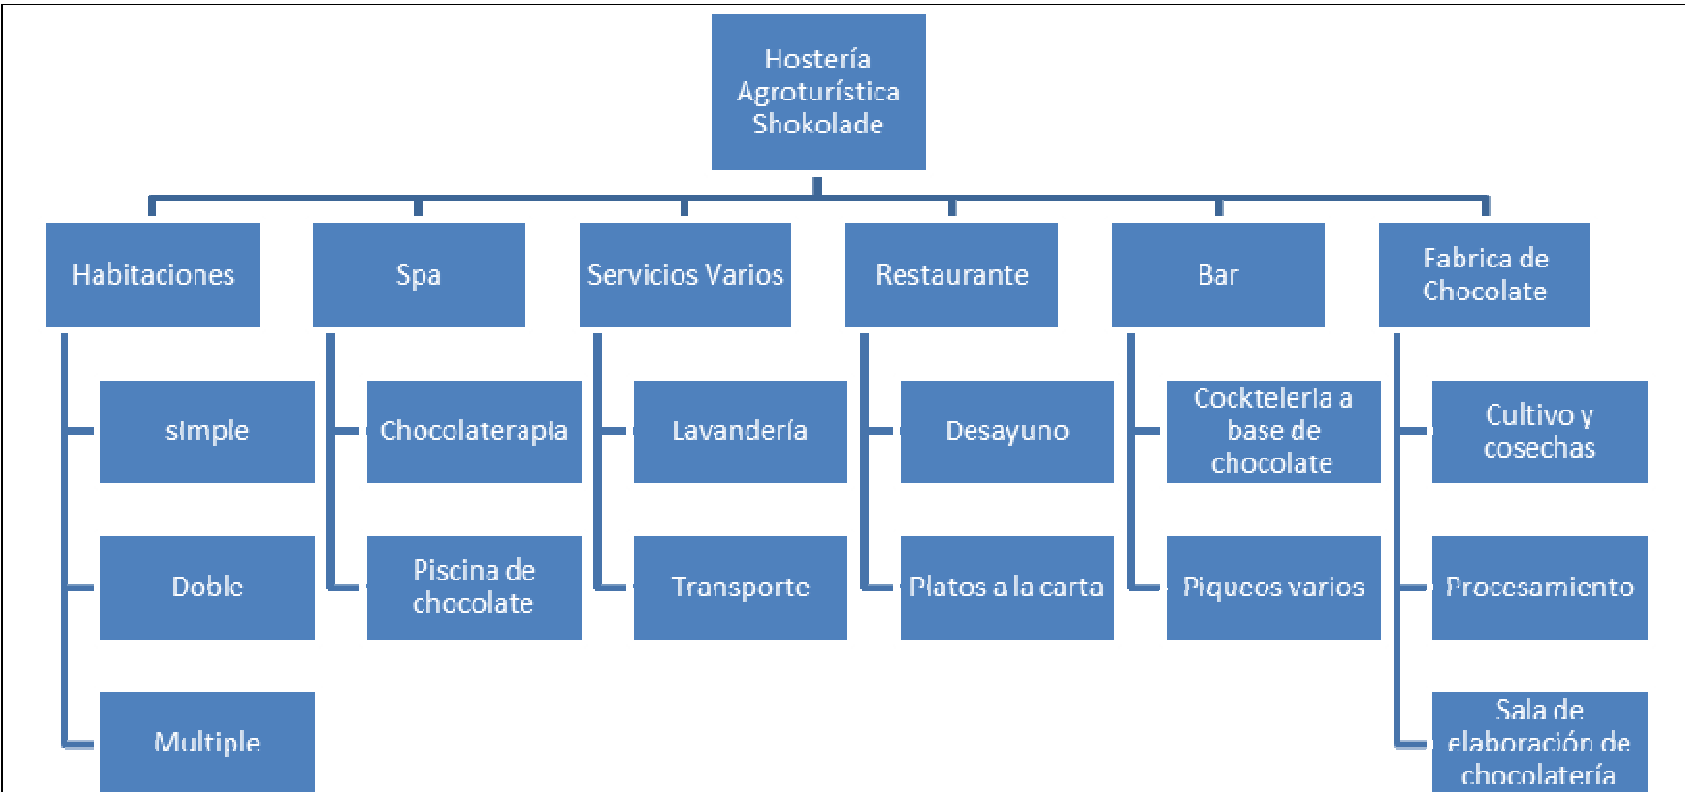 Hostería
Agroturística
Shokolade
Habitaciones
Spa
Servicios Varios
Restaurante
Bar
Fabrica de
Chocolate
simple
Chocolaterapia
Lavandería
Desayuno
Cocktelería a
base de
chocolate
Cultivo y
cosechas
Doble
Piscina de
chocolate
Transporte
Platos a la carta
Piqueos varios
Procesamiento
Multiple
Sala de
elaboración de
chocolatería